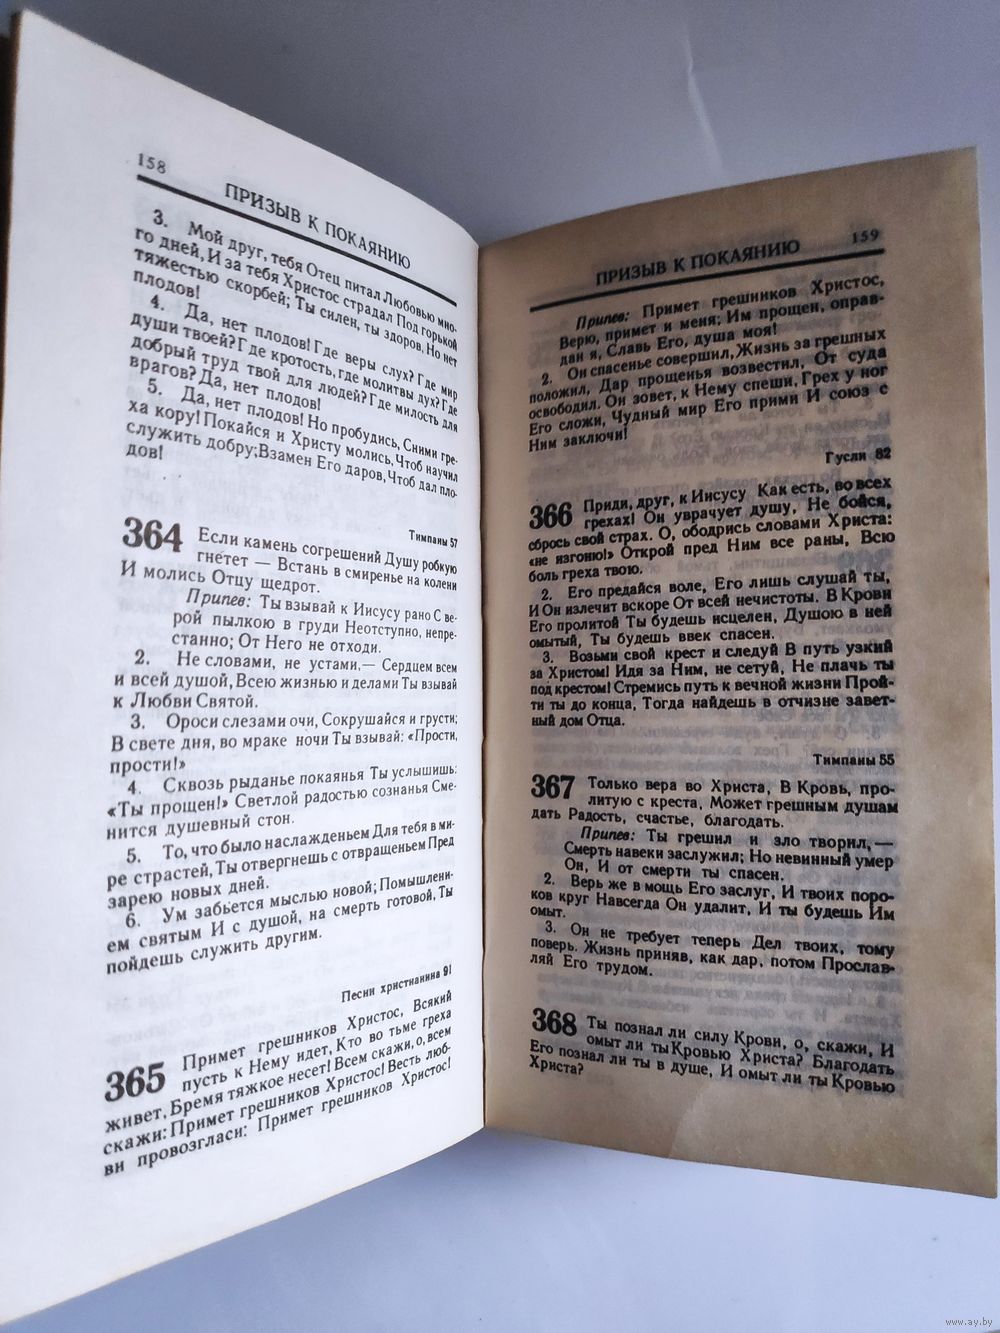 158
ПРИЗЫВ К ПОКАЯНИЮ
3. Мой друг, тебя Отец питал Любовью мно-
го дней, И за тебя Христос страдал Под горькой
тяжестью скорбей; Ты силен, ты здоров, Но нет
плодов!
4. Да, нет плодов! Где веры слух? Где мир
души твоей? Где кротость, где молитвы дух? Где
добрый труд твой для людей? Где милость для
врагов? Да, нет плодов!
5. Да, нет плодов! Но пробудись, Сними гре-
ха кору! Покайся и Христу молись, Чтоб научил
служить добру; Взамен Его даров, Чтоб дал пло-
дов!
Тимпаны 57
364 Если камень согрешений Душу робкую
гнетет — Встань в смиренье на колени
И молись Отцу щедрот.
Припев: Ты взывай к Иисусу рано С ве-
рой пылкою в груди Неотступно, непре-
станно; От Него не отходи.
2. Не словами, не устами,— Сердцем всем
и всей душой, Всею жизнью и делами Ты взывай
к Любви Святой.
3. Ороси слезами очи, Сокрушайся и грусти;
В свете дня, во мраке ночи Ты взывай: «Прости,
прости!»
4. Сквозь рыданье покаянья Ты услышишь:
«Ты прощен!» Светлой радостью сознанья Сме-
нится душевный стон.
5. То, что было наслажденьем Для тебя в ми-
ре страстей, Ты отвергнешь с отвращеньем Пред
зарею новых дней.
6. Ум забьется мыслью новой; Помышлени-
ем святым И с душой, на смерть готовой, Ты
пойдешь служить другим.
Песни христианина 91
365 Примет грешников Христос, Всякий
пусть к Нему идет, Кто во тьме греха
живет, Бремя тяжкое несет! Всем скажи, о, всем
скажи: Примет грешников Христос! Весть люб-
ви провозгласи: Примет грешников Христос!
ПРИЗЫВ К ПОКАЯНИЮ 159
Припев: Примет грешников Христос,
Верю, примет и меня; Им прощен, оправ-
дан я, Славь Его, душа моя!
2. Он спасенье совершил, Жизнь за грешных
положил, Дар прощенья возвестил, От суда
освободил. Он зовет, к Нему спеши, Грех у ног
Его сложи, Чудный мир Его прими И союз с
Ним заключи!
Гусли 82
366 Приди, друг, к Иисусу Как есть, во всех
грехах! Он уврачует душу, Не бойся,
сбрось свой страх. О, ободрись словами Христа:
«не изгоню!» Открой пред Ним все раны, Всю
боль греха твою.
2. Его предайся воле, Его лишь слушай ты,
И Он излечит вскоре От всей нечистоты. В Крови
Его пролитой Ты будешь исцелен, Душою в ней
омытый, Ты будешь ввек спасен.
3. Возьми свой крест и следуй В путь узкий
за Христом! Идя за Ним, не сетуй, Не плачь ты
под крестом! Стремись путь к вечной жизни Прой-
ти ты до конца, Тогда найдешь в отчизне завет-
ный дом Отца.
Тимпаны 55
367 Только вера во Христа, В Кровь, про-
литую с креста, Может грешным душам
дать Радость, счастье, благодать.
Припев: Ты грешил и зло творил,—
Смерть навеки заслужил; Но невинный умер
Он, И от смерти ты спасен.
2. Верь же в мощь Его заслуг, И твоих поро-
ков круг Навсегда Он удалит, И ты будешь Им
омыт.
3. Он не требует теперь Дел твоих, тому
поверь. Жизнь приняв, как дар, потом Прослав-
ляй Его трудом.
368 Ты познал ли силу Крови, о, скажи, И
омыт ли ты Кровью Христа? Благодать
Его познал ли ты в душе, И омыт ли ты Кровью
Христа?
www.ay.by